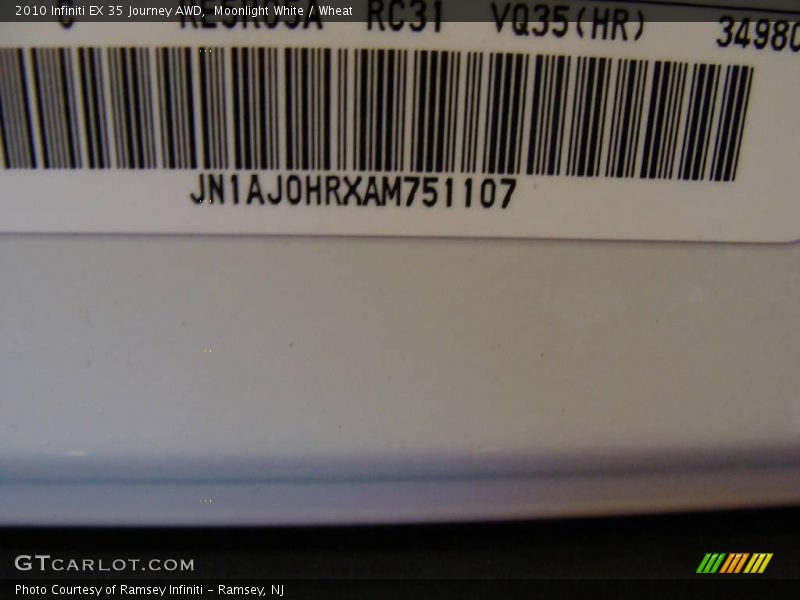 2010 Infiniti EX 35 Journey AWD, Moonlight White / Wheat
RC31 VQ35(HR) 34980
JN1AJ0HRXAM751107
GTCARLOT.COM
Photo Courtesy of Ramsey Infiniti - Ramsey, NJ